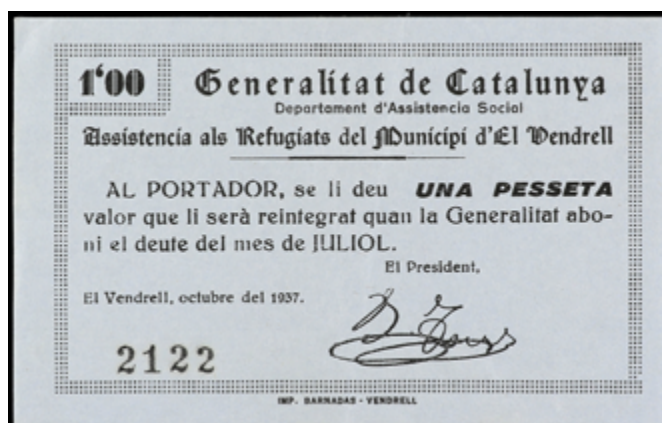 1'00 Generalitat de Catalunya
Departament d'Assistencia Social
Assistencia als Refugiats del Municipi d'El Vendrell
AL PORTADOR, se li deu UNA PESSETA
valor que li serà reintegrat quan la Generalitat abo-
ni el deute del mes de JULIOL.
El President,
El Vendrell, octubre del 1937.
2122
IMP. BARNADAS - VENDRELL